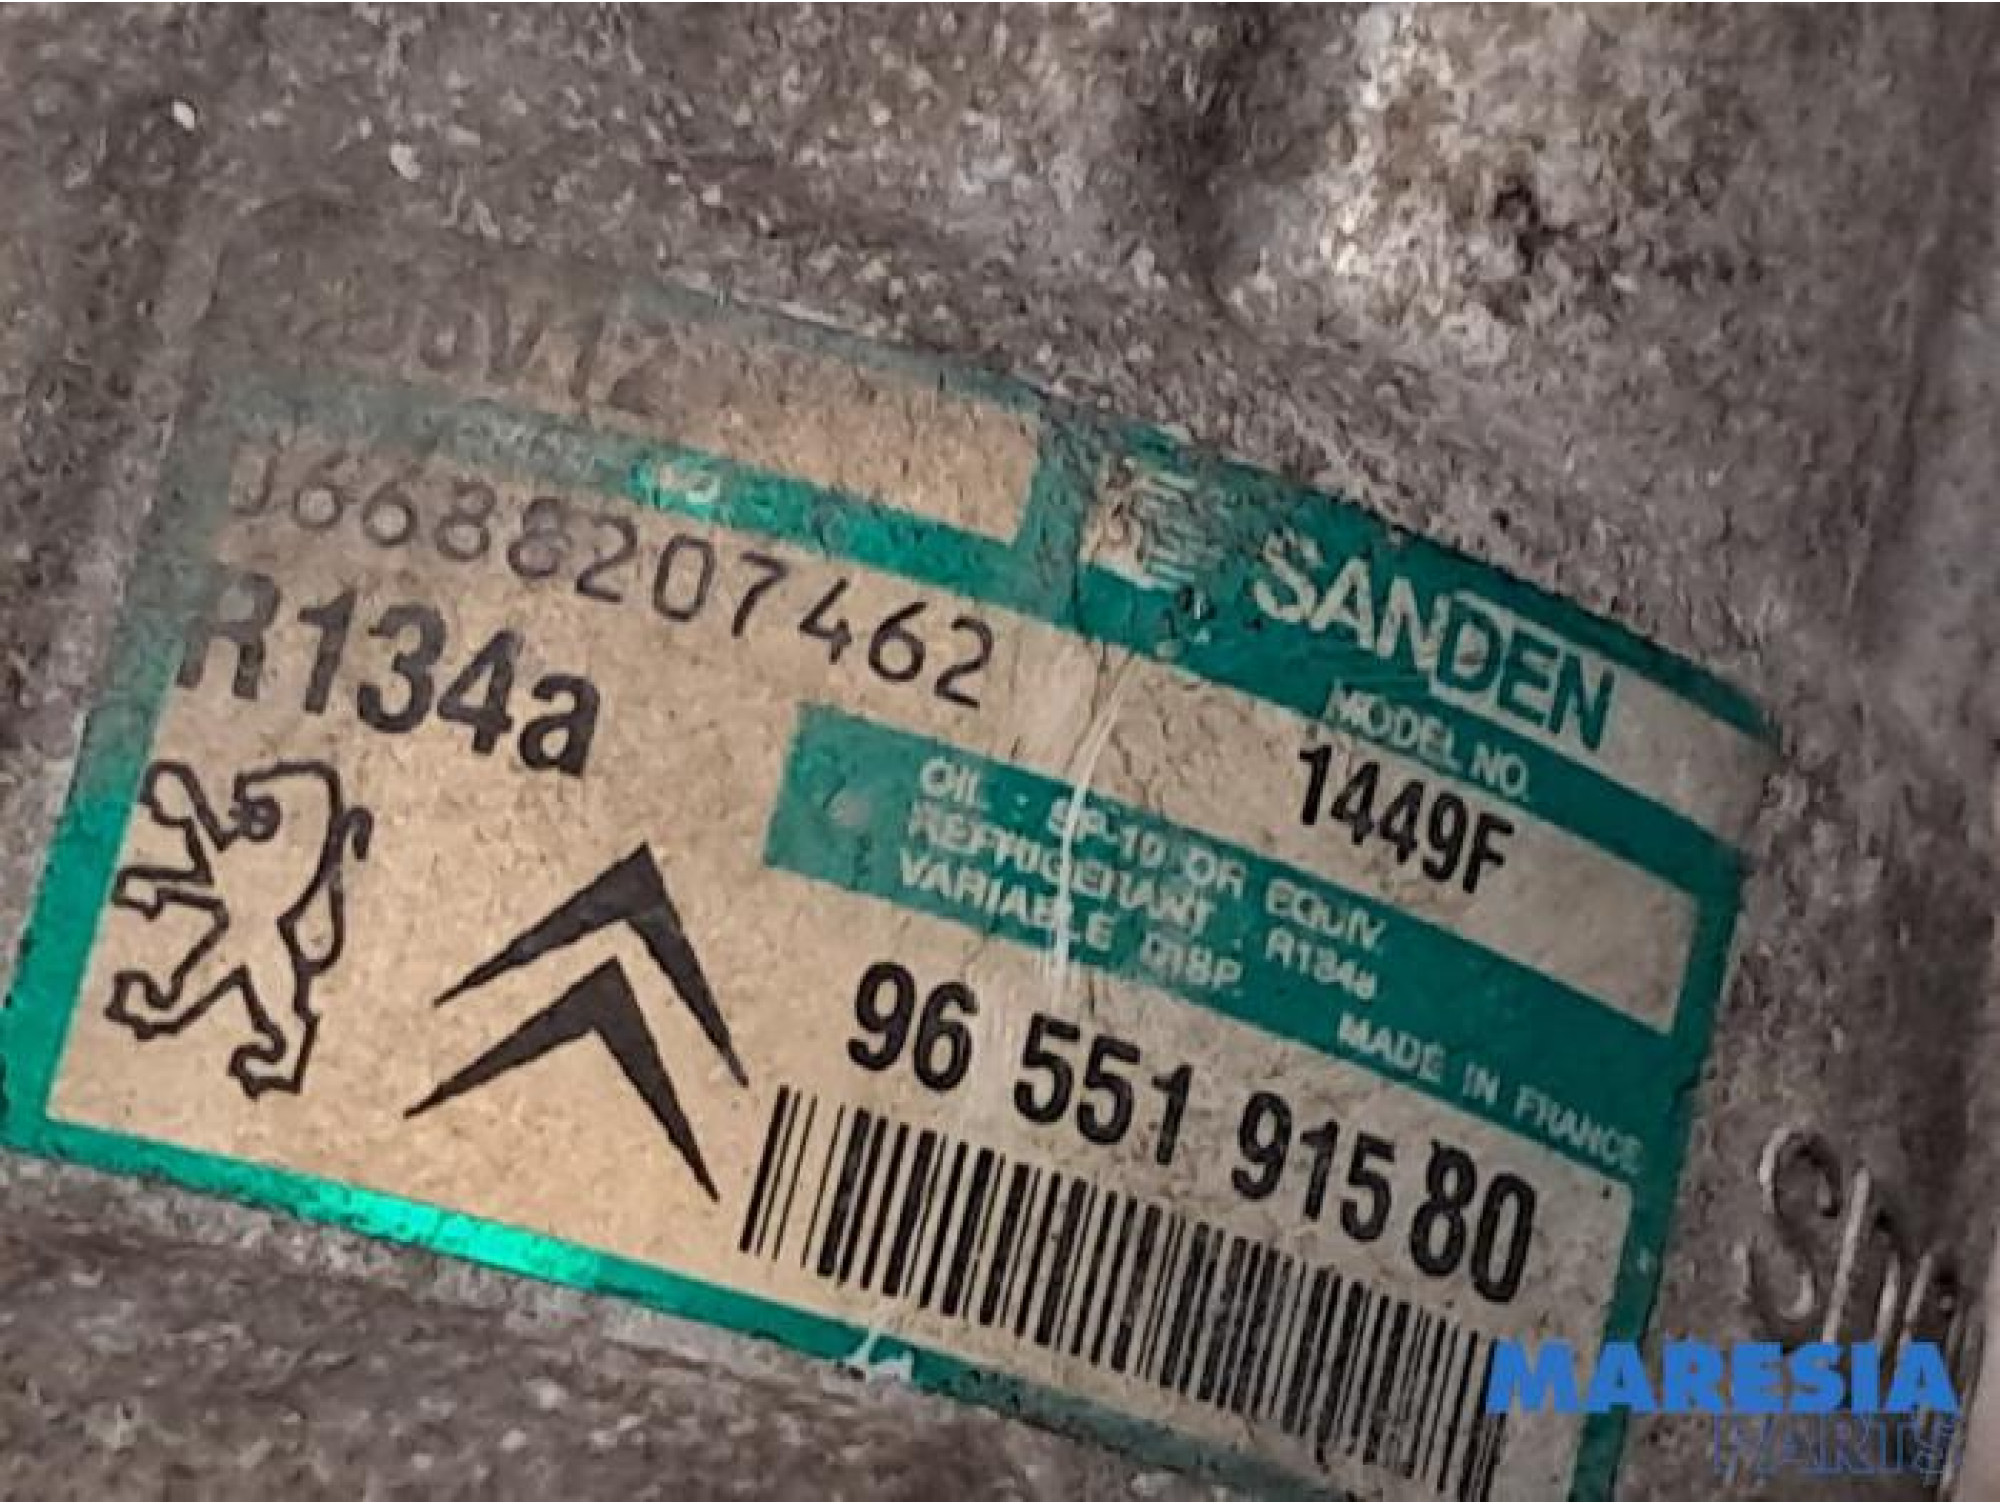 SANDEN
MODEL NO.
1449F
6688207462
R134a
OIL : SP-10 OR EQUIV.
REFRIGERANT : R134a
VARIABLE DISP.
MADE IN FRANCE
96 551 915 80
MARESIA
PARTS